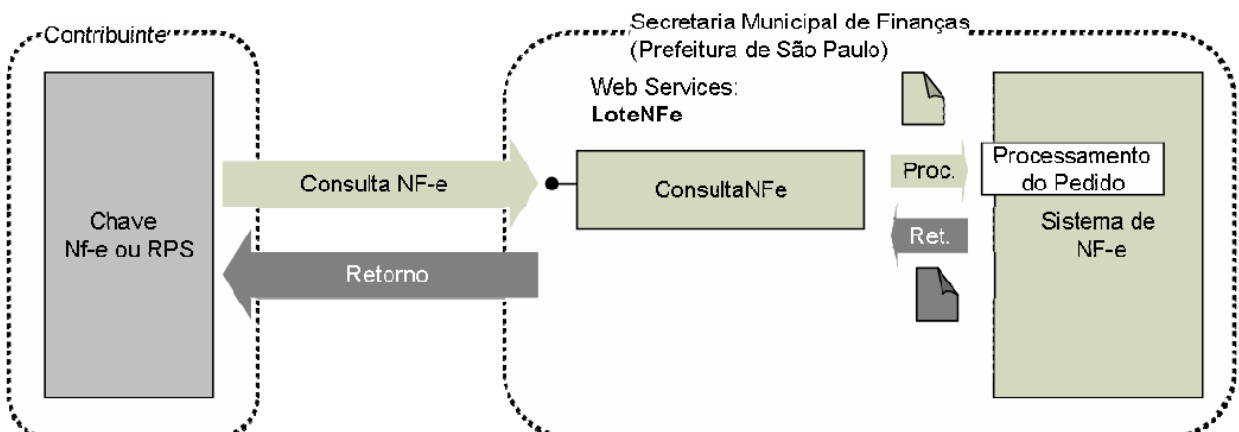 Contribuinte
Secretaria Municipal de Finanças
(Prefeitura de São Paulo)
Web Services:
LoteNFe
Chave
Nf-e ou RPS
Consulta NF-e
Retorno
ConsultaNFe
Proc.
Ret.
Processamento
do Pedido
Sistema de
NF-e